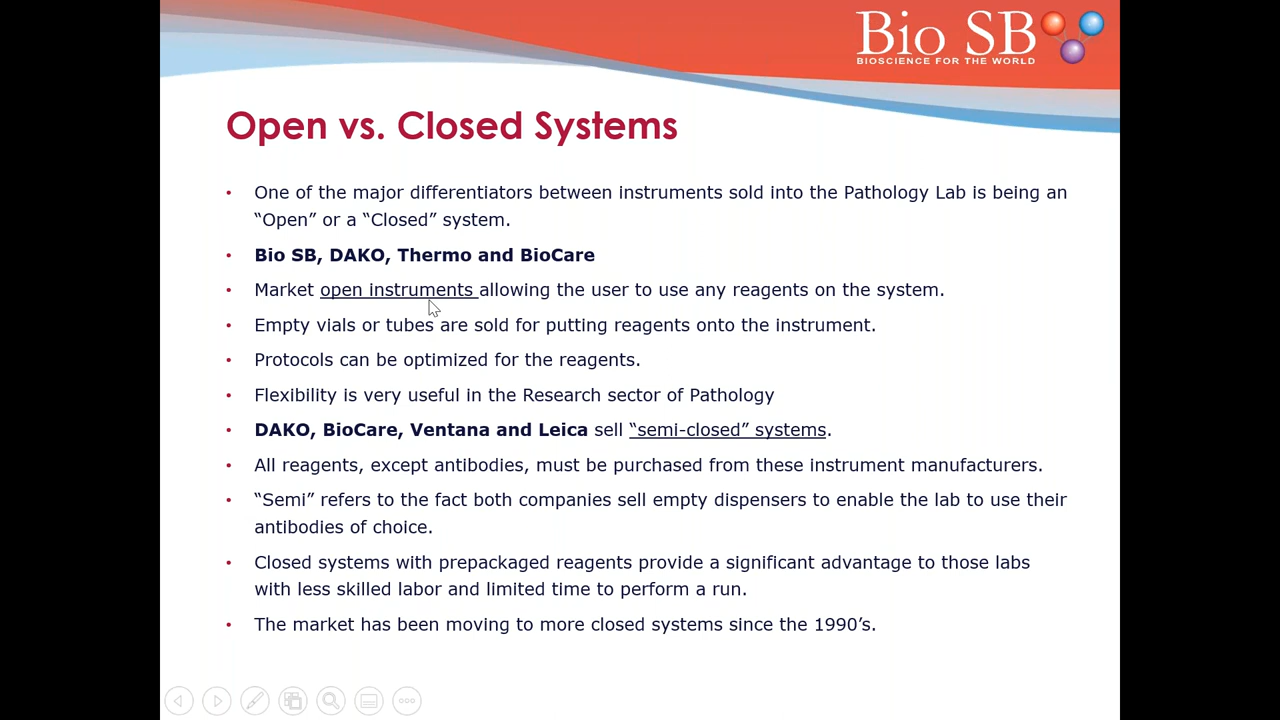 Bio SB
BIOSCIENCE FOR THE WORLD
Open vs. Closed Systems
• One of the major differentiators between instruments sold into the Pathology Lab is being an
“Open” or a “Closed” system.
• Bio SB, DAKO, Thermo and BioCare
• Market open instruments allowing the user to use any reagents on the system.
• Empty vials or tubes are sold for putting reagents onto the instrument.
• Protocols can be optimized for the reagents.
• Flexibility is very useful in the Research sector of Pathology
• DAKO, BioCare, Ventana and Leica sell “semi-closed” systems.
• All reagents, except antibodies, must be purchased from these instrument manufacturers.
• “Semi” refers to the fact both companies sell empty dispensers to enable the lab to use their
antibodies of choice.
• Closed systems with prepackaged reagents provide a significant advantage to those labs
with less skilled labor and limited time to perform a run.
• The market has been moving to more closed systems since the 1990’s.